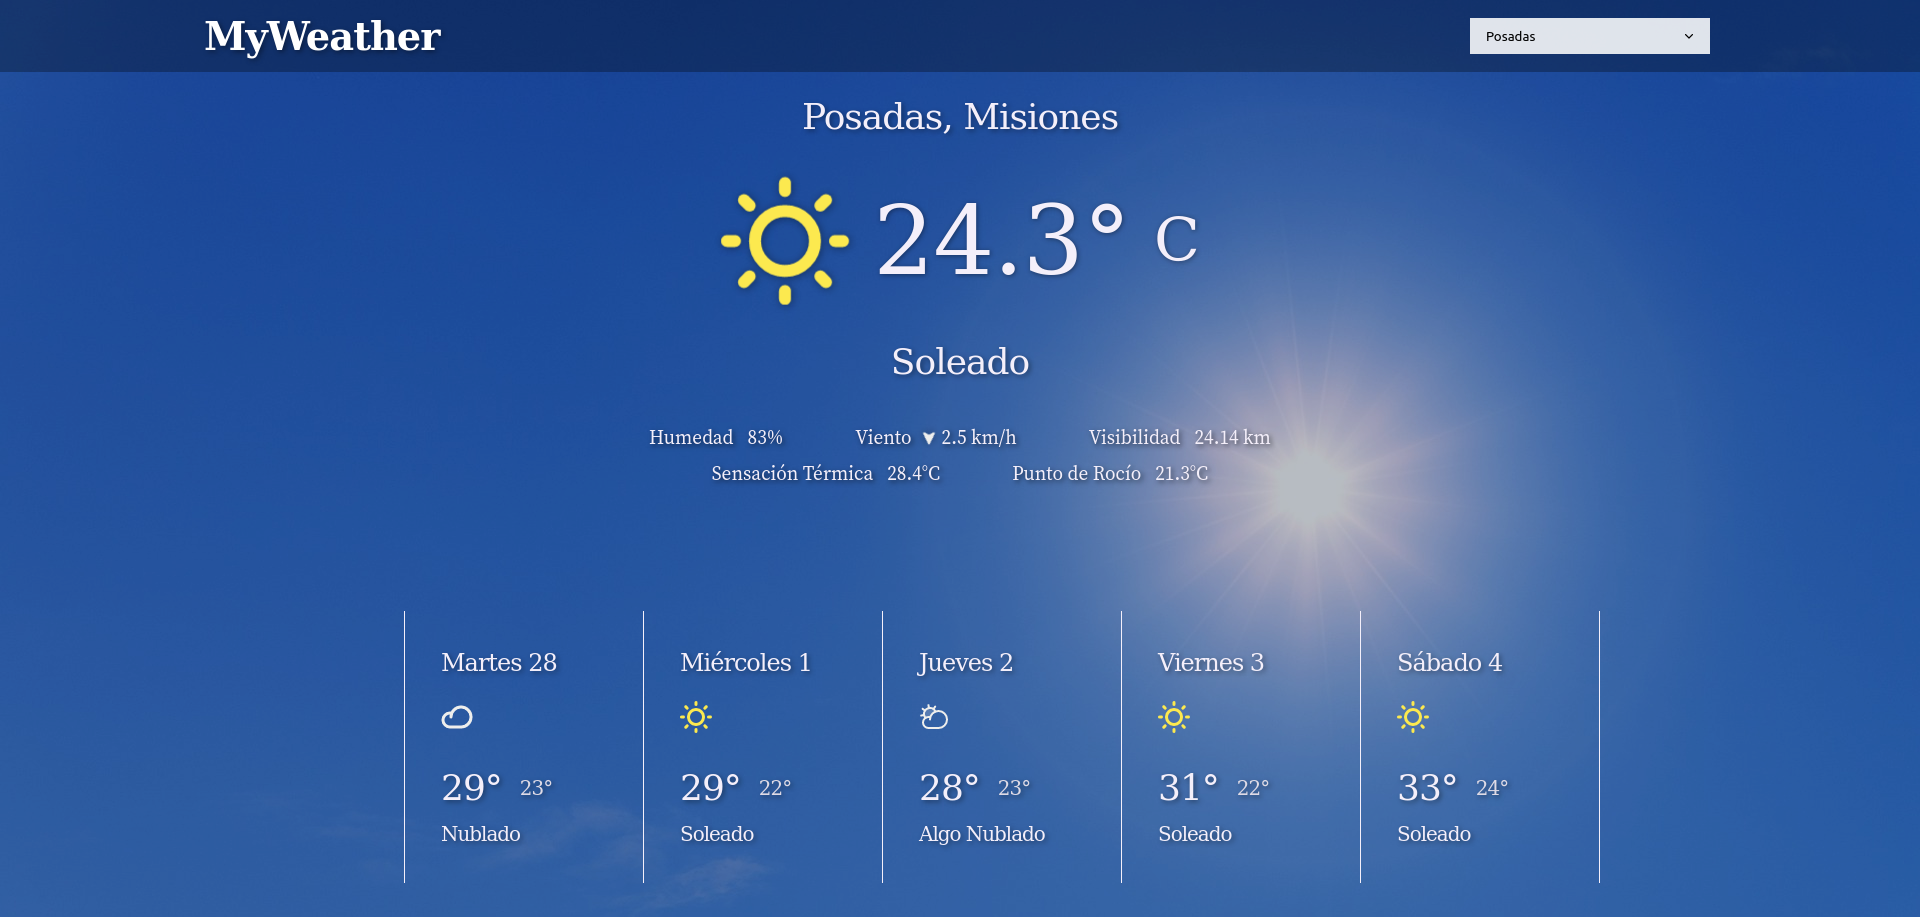 MyWeather
Posadas
Posadas, Misiones
24.3° C
Soleado
Humedad 83% Viento 2.5 km/h Visibilidad 24.14 km
Sensación Térmica 28.4°C Punto de Rocío 21.3°C
Martes 28
29° 23°
Nublado
Miércoles 1
29° 22°
Soleado
Jueves 2
28° 23°
Algo Nublado
Viernes 3
31° 22°
Soleado
Sábado 4
33° 24°
Soleado